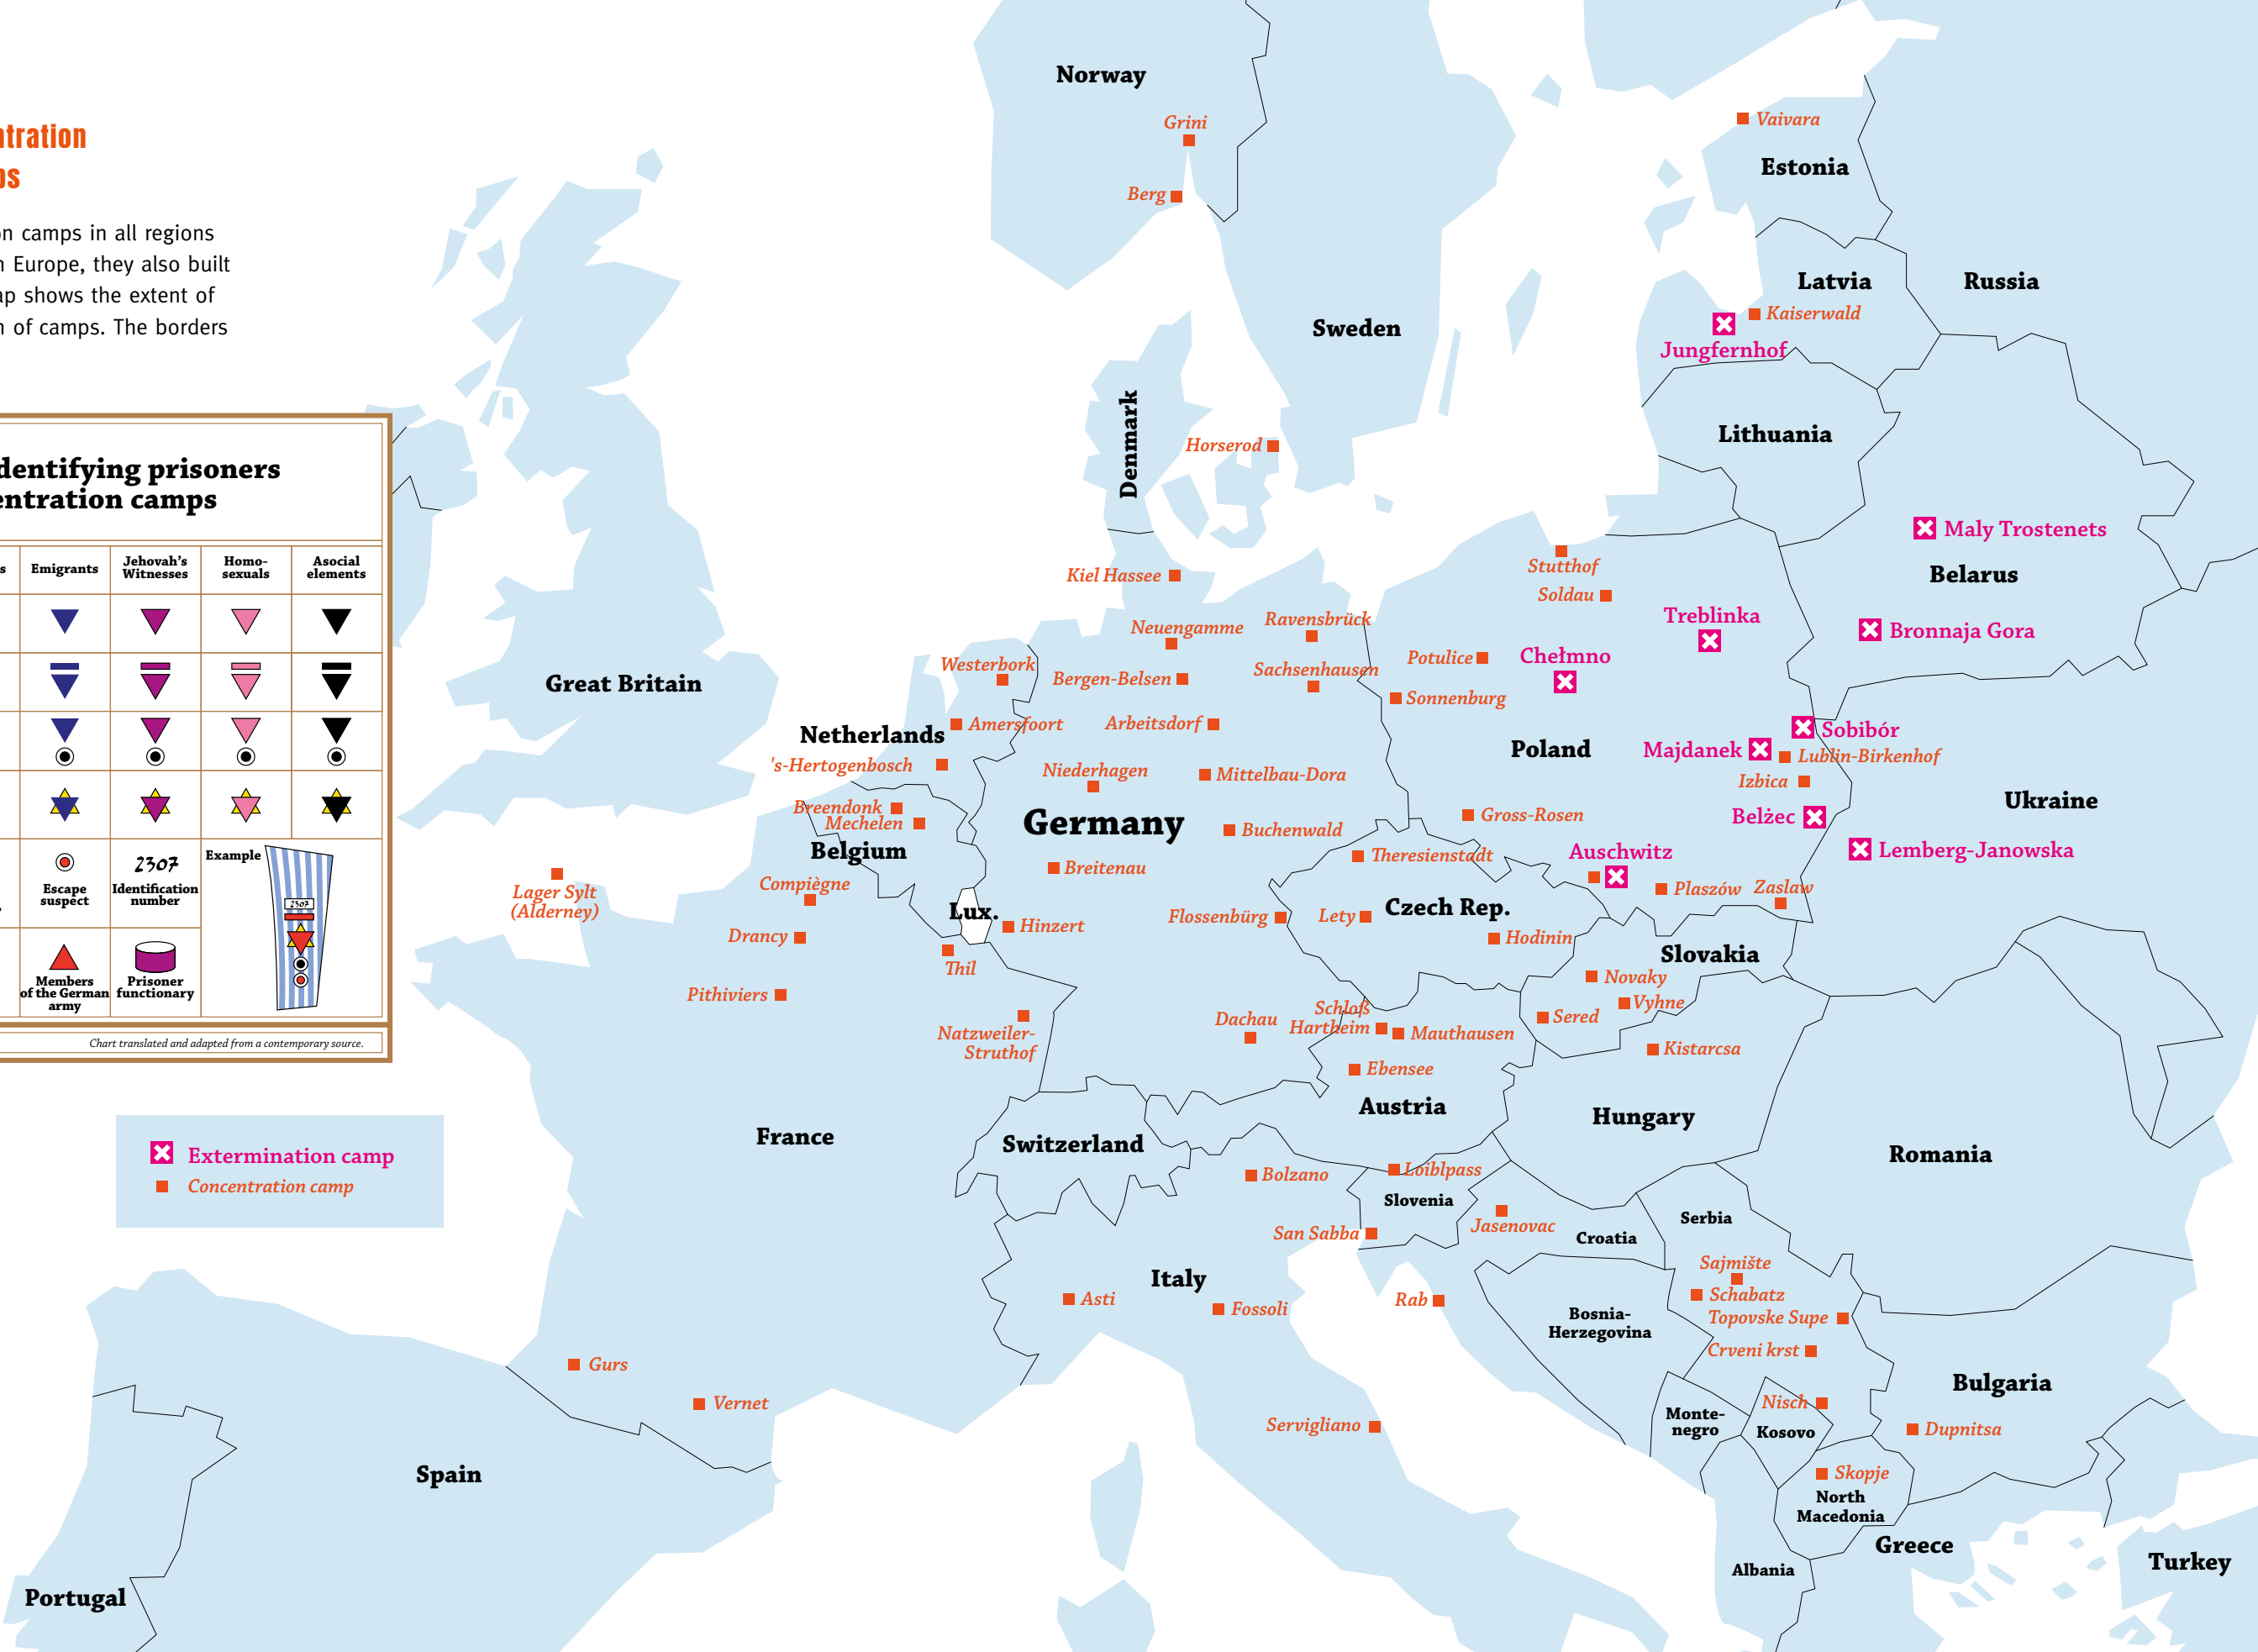 ntration
ps
on camps in all regions
n Europe, they also built
ap shows the extent of
n of camps. The borders
dentifying prisoners
entration camps
s
Emigrants
Jehovah's
Witnesses
Homo-
sexuals
Asocial
elements
Escape
suspect
2307
Identification
number
Example
2307
Members
of the German
army
Prisoner
functionary
Chart translated and adapted from a contemporary source.
Extermination camp
Concentration camp
Norway
Grini
Berg
Vaivara
Estonia
Latvia
Russia
Kaiserwald
Jungfernhof
Sweden
Denmark
Horserod
Lithuania
Maly Trostenets
Belarus
Bronnaja Gora
Stutthof
Soldau
Kiel Hassee
Treblinka
Neuengamme
Ravensbrück
Westerbork
Bergen-Belsen
Sachsenhausen
Potulice
Chełmno
Sonnenburg
Great Britain
Netherlands
Amersfoort
Arbeitsdorf
Poland
Sobibór
Majdanek
Lublin-Birkenhof
Izbica
's-Hertogenbosch
Niederhagen
Mittelbau-Dora
Ukraine
Breendonk
Mechelen
Germany
Gross-Rosen
Belżec
Buchenwald
Belgium
Breitenau
Theresienstadt
Auschwitz
Lemberg-Janowska
Lager Sylt
(Alderney)
Compiègne
Plaszów
Zaslaw
Lux.
Hinzert
Flossenbürg
Lety
Czech Rep.
Hodinin
Drancy
Thil
Slovakia
Pithiviers
Novaky
Vyhne
Sered
Natzweiler-
Struthof
Dachau
Schloß
Hartheim
Mauthausen
Kistarcsa
Ebensee
Austria
Hungary
France
Switzerland
Romania
Bolzano
Loiblpass
Slovenia
San Sabba
Jasenovac
Croatia
Serbia
Sajmište
Schabatz
Topovske Supe
Italy
Asti
Fossoli
Rab
Bosnia-
Herzegovina
Crveni krst
Gurs
Vernet
Servigliano
Nisch
Bulgaria
Monte-
negro
Kosovo
Dupnitsa
Spain
Skopje
North
Macedonia
Greece
Albania
Turkey
Portugal